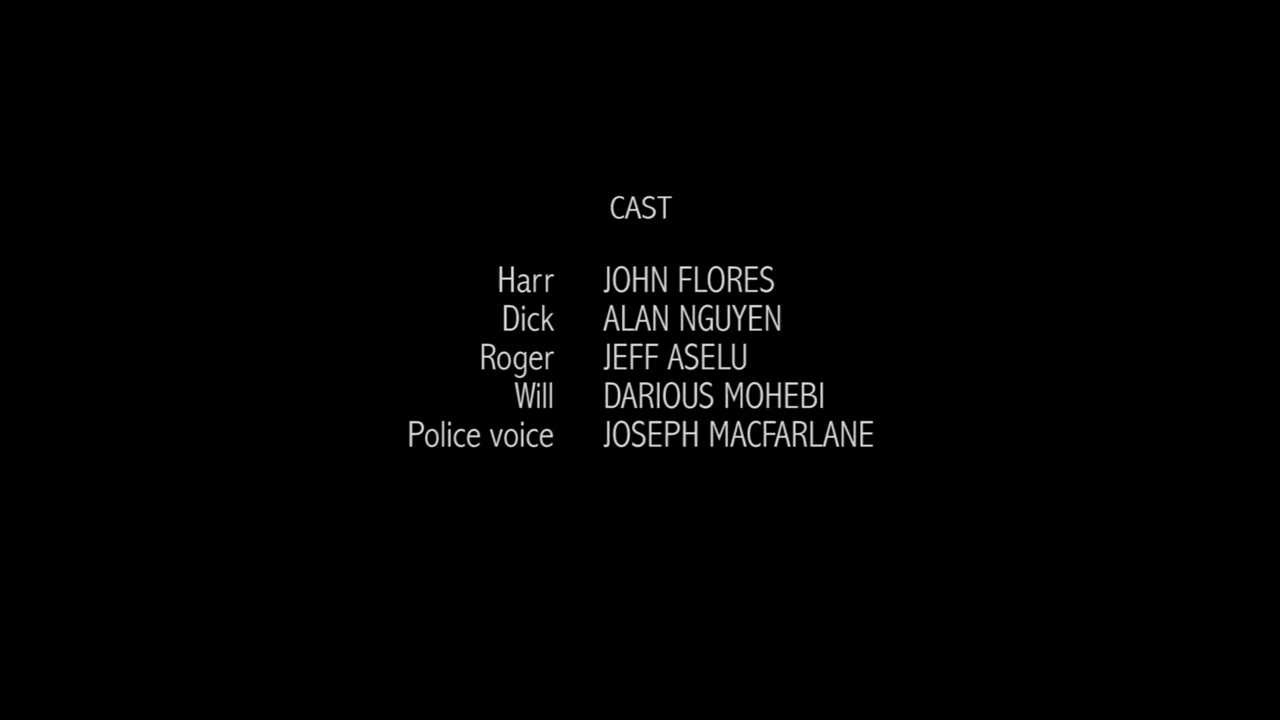 CAST
Harr JOHN FLORES
Dick ALAN NGUYEN
Roger JEFF ASELU
Will DARIOUS MOHEBI
Police voice JOSEPH MACFARLANE